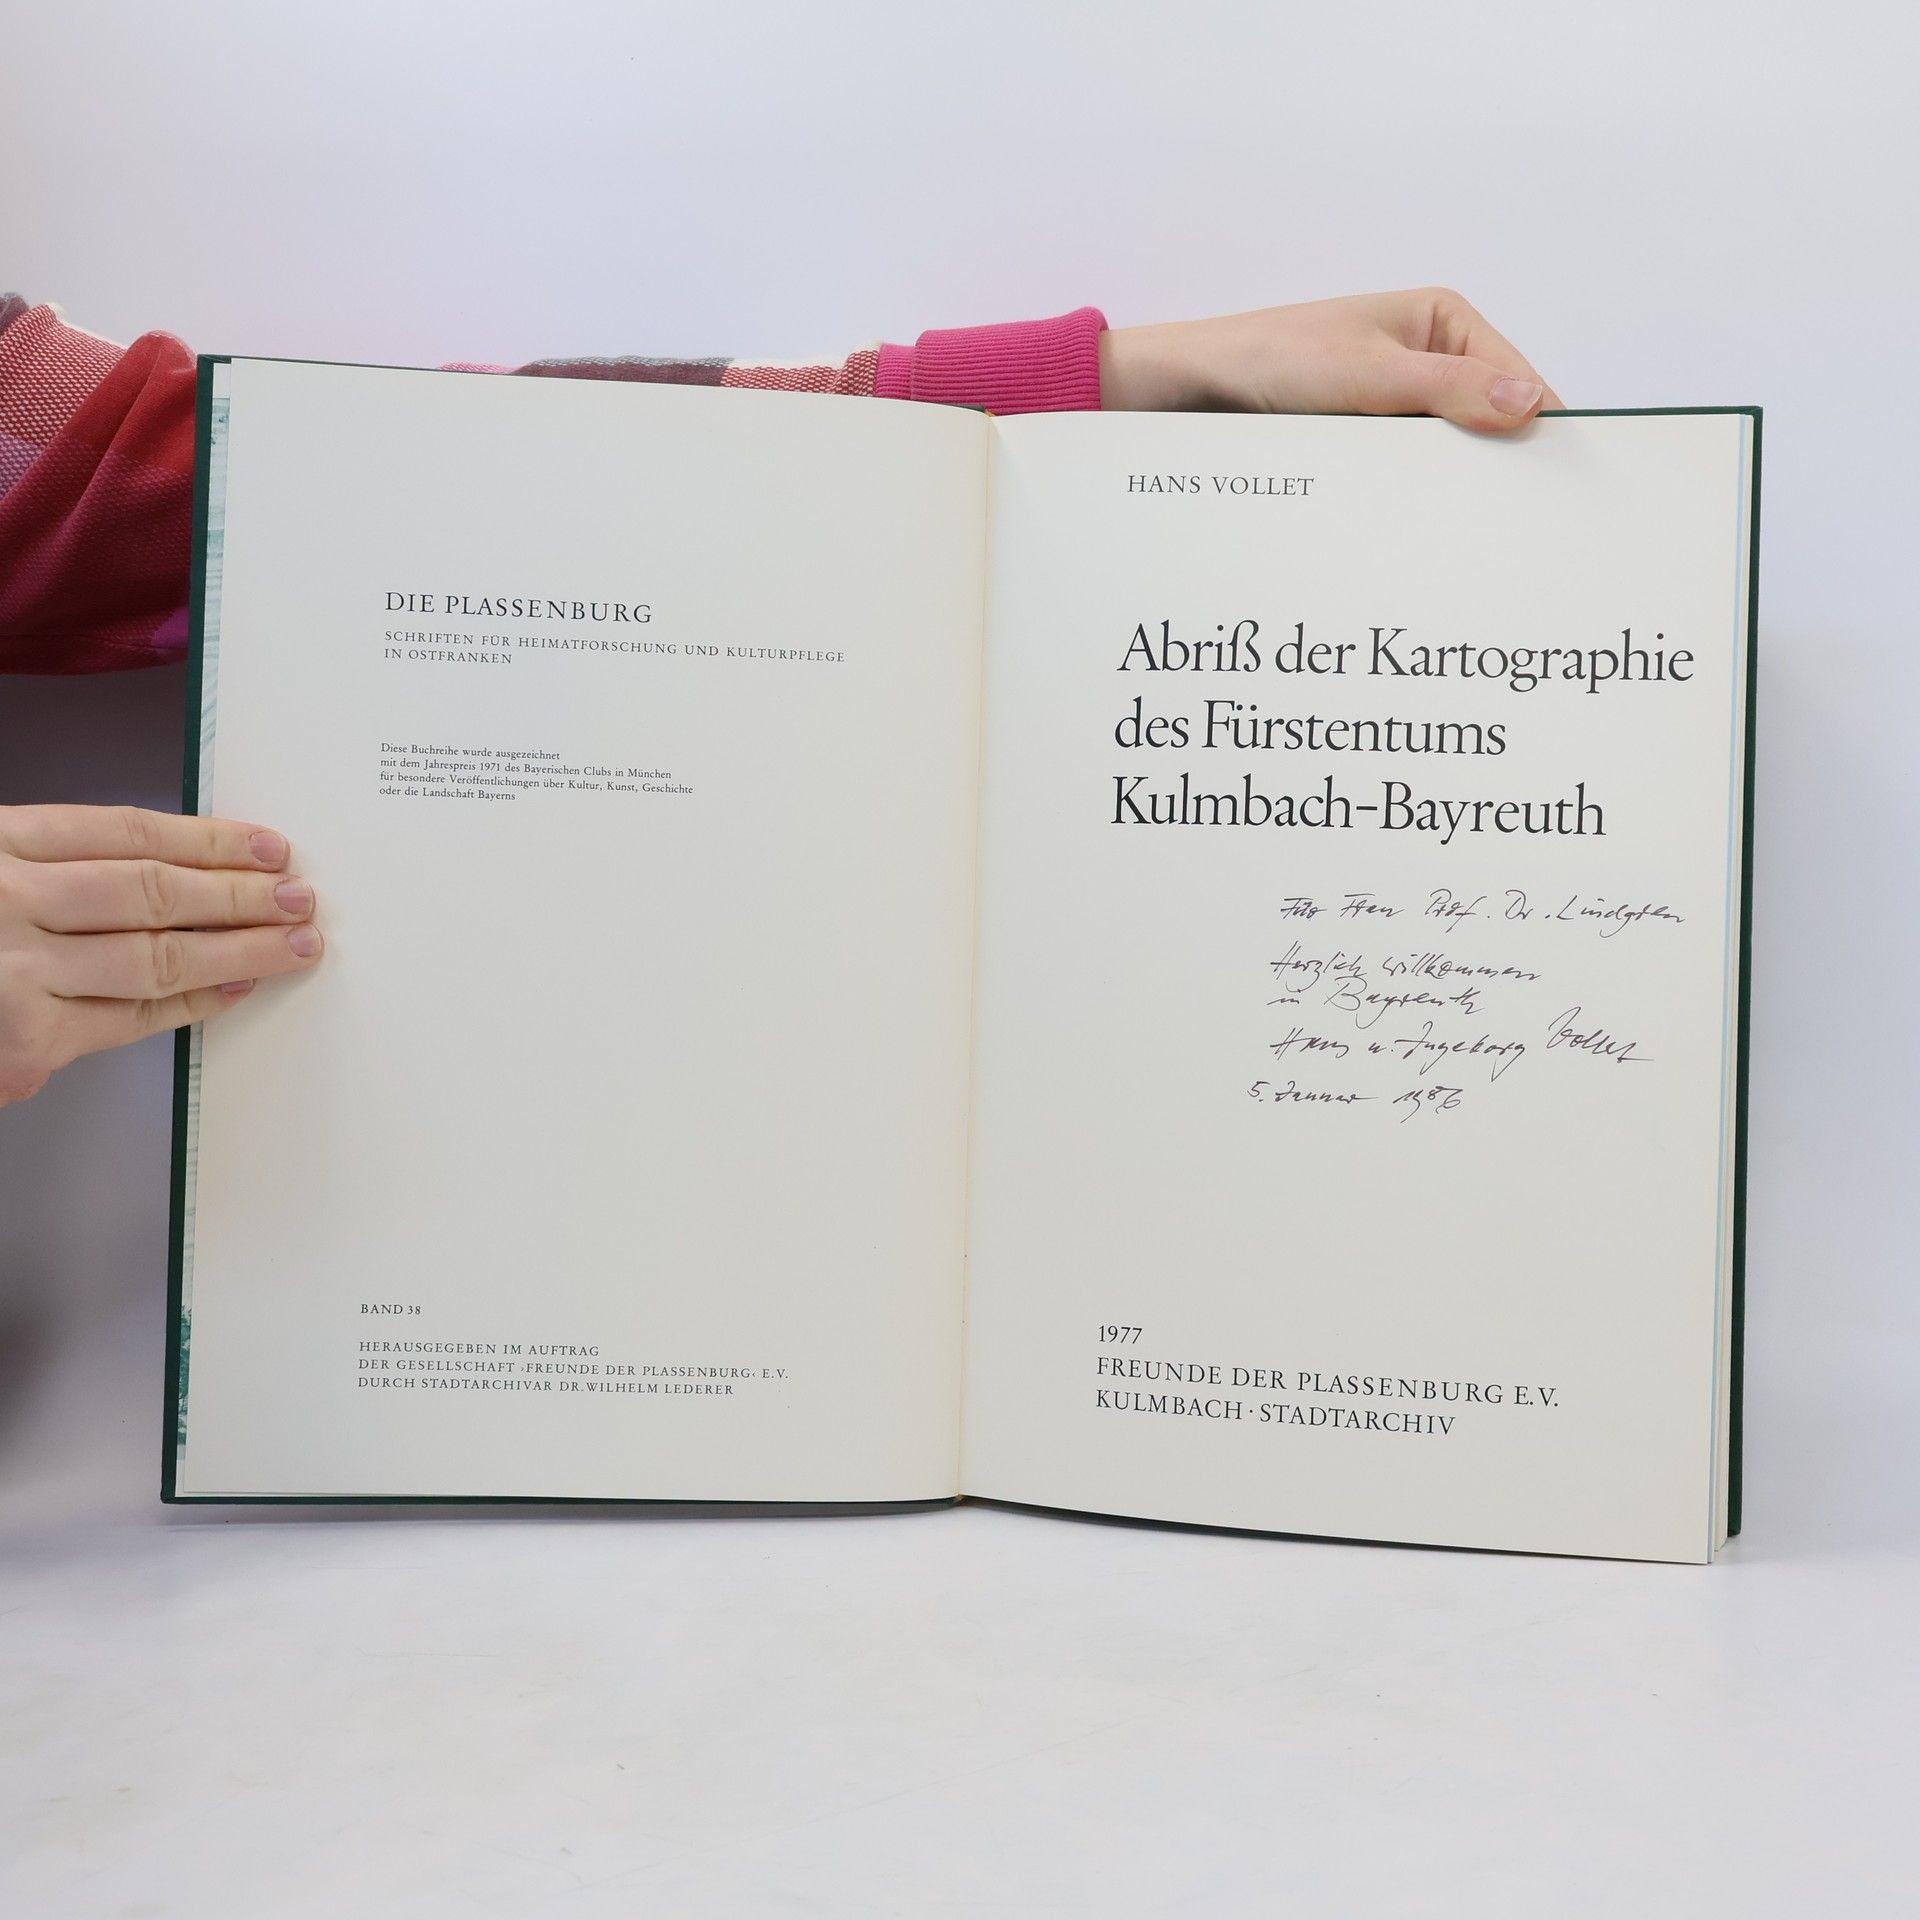 DIE PLASSENBURG
SCHRIFTEN FÜR HEIMATFORSCHUNG UND KULTURPFLEGE
IN OSTFRANKEN
Diese Buchreihe wurde ausgezeichnet
mit dem Jahrespreis 1971 des Bayerischen Clubs in München
für besondere Veröffentlichungen über Kultur, Kunst, Geschichte
oder die Landschaft Bayerns
BAND 38
HERAUSGEGEBEN IM AUFTRAG
DER GESELLSCHAFT ›FREUNDE DER PLASSENBURG‹ E.V.
DURCH STADTARCHIVAR DR. WILHELM LEDERER
HANS VOLLET
Abriß der Kartographie
des Fürstentums
Kulmbach-Bayreuth
Für Frau Prof. Dr. Lindgren
Herzlich willkommen
in Bayreuth
Hans u. Ingeborg Vollet
5. Januar 1986
1977
FREUNDE DER PLASSENBURG E.V.
KULMBACH · STADTARCHIV